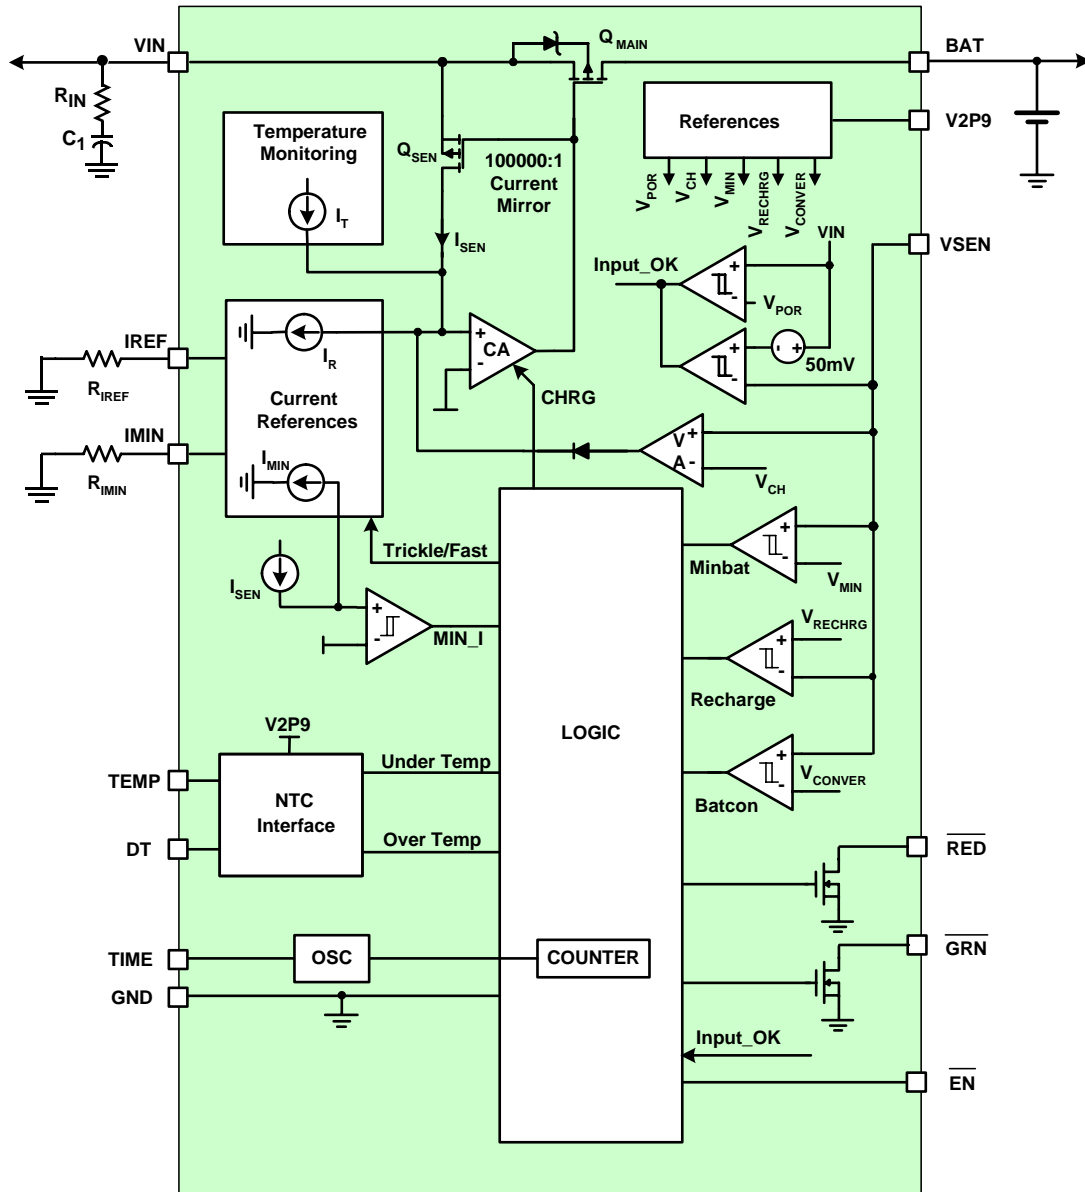 VIN
Q MAIN
BAT
RIN
C1
Temperature
Monitoring
IT
QSEN
100000:1
Current
Mirror
ISEN
References
V2P9
VPOR
VCH
VMIN
VRECHRG
VCONVER
VIN
VSEN
Input_OK
+
-
VPOR
50mV
- +
+
-
IREF
RIREF
IR
Current
References
+
CA
-
CHRG
IMIN
RIMIN
IMIN
V +
A -
VCH
Trickle/Fast
ISEN
+
-
MIN_I
+
-
Minbat
VMIN
VRECHRG
+
-
Recharge
LOGIC
V2P9
TEMP
NTC
Interface
Under Temp
Over Temp
DT
+
-
VCONVER
Batcon
RED
GRN
TIME
OSC
COUNTER
GND
Input_OK
EN